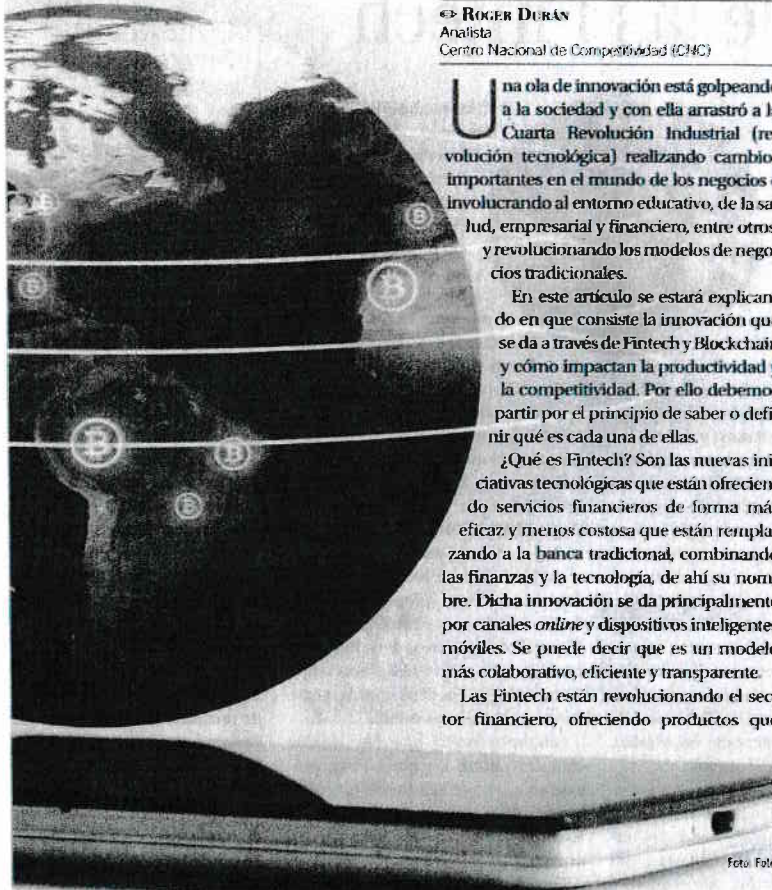 ROGER DURÁN
Analista
Centro Nacional de Competitividad (CNC)
Una ola de innovación está golpeando
a la sociedad y con ella arrastró a l
Cuarta Revolución Industrial (re
volución tecnológica) realizando cambio
importantes en el mundo de los negocios e
involucrando al entorno educativo, de la sa
lud, empresarial y financiero, entre otros
y revolucionando los modelos de nego
cios tradicionales.
En este artículo se estará explican
do en que consiste la innovación que
se da a través de Fintech y Blockchain
y cómo impactan la productividad y
la competitividad. Por ello debemo
partir por el principio de saber o defi
nir qué es cada una de ellas.
¿Qué es Fintech? Son las nuevas ini
ciativas tecnológicas que están ofrecien
do servicios financieros de forma má
eficaz y menos costosa que están rempla
zando a la banca tradicional, combinando
las finanzas y la tecnología, de ahí su nom
bre. Dicha innovación se da principalmente
por canales online y dispositivos inteligente
móviles. Se puede decir que es un modelo
más colaborativo, eficiente y transparente.
Las Fintech están revolucionando el sec
tor financiero, ofreciendo productos que
Foto: Foto